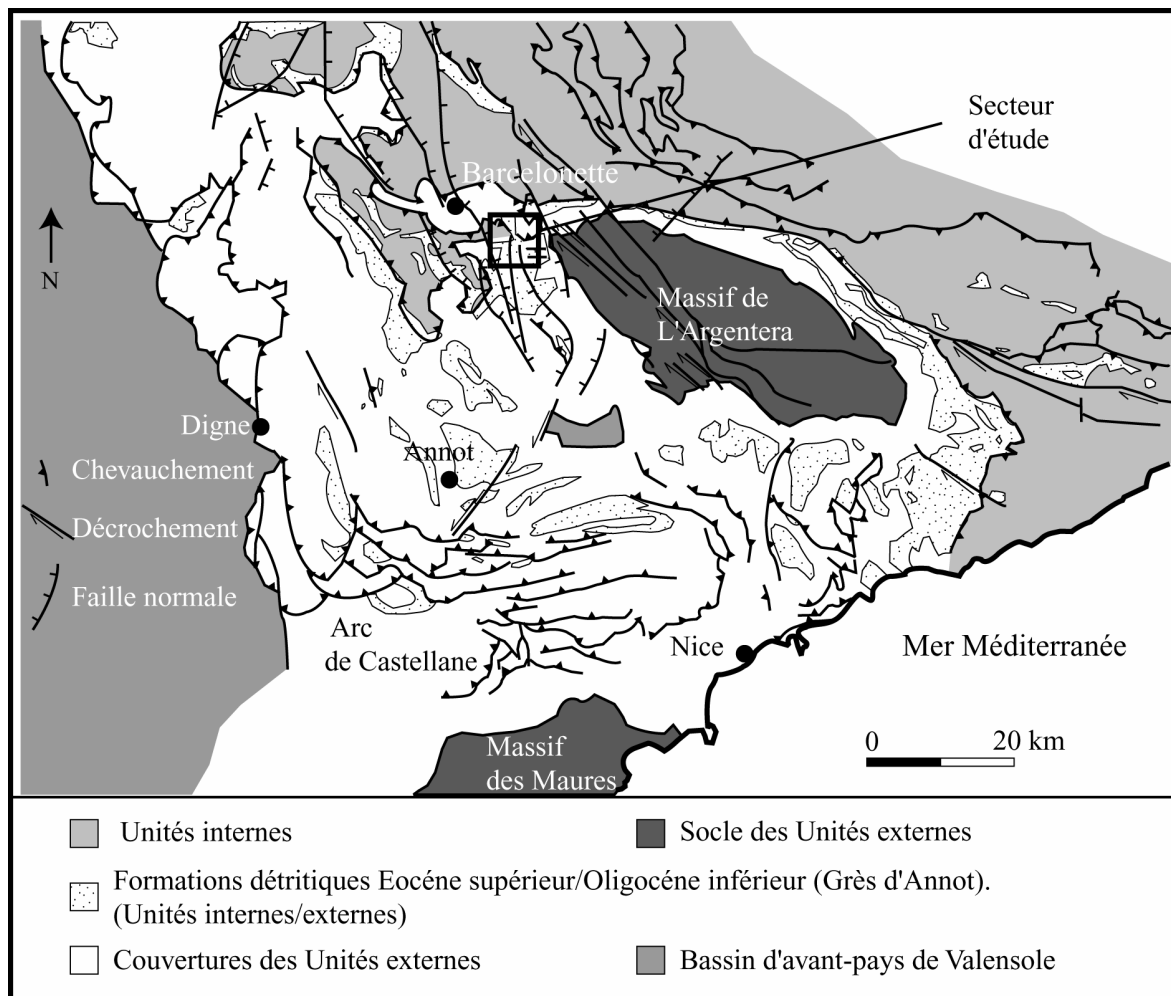 Secteur
d'étude
Barcelonette
N
Massif de
L'Argentera
Digne
Annot
Chevauchement
Décrochement
Faille normale
Arc
de Castellane
Nice
Mer Méditerranée
Massif
des Maures
0 20 km
Unités internes
Socle des Unités externes
Formations détritiques Eocéne supérieur/Oligocéne inférieur (Grès d'Annot).
(Unités internes/externes)
Couvertures des Unités externes
Bassin d'avant-pays de Valensole